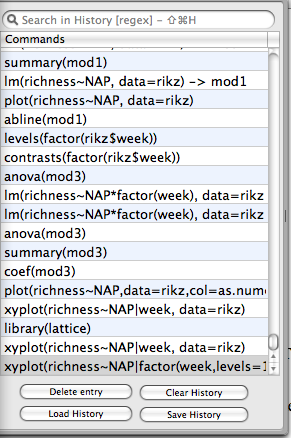 Search in History [regex] – ⇧⌘H
Commands
summary(mod1)
lm(richness~NAP, data=rikz) -> mod1
plot(richness~NAP, data=rikz)
abline(mod1)
levels(factor(rikz$week))
contrasts(factor(rikz$week))
anova(mod3)
lm(richness~NAP*factor(week), data=rikz
lm(richness~NAP*factor(week), data=rikz
anova(mod3)
summary(mod3)
coef(mod3)
plot(richness~NAP,data=rikz,col=as.nume
xyplot(richness~NAP|week, data=rikz)
library(lattice)
xyplot(richness~NAP|week, data=rikz)
xyplot(richness~NAP|factor(week,levels=1
Delete entry
Clear History
Load History
Save History